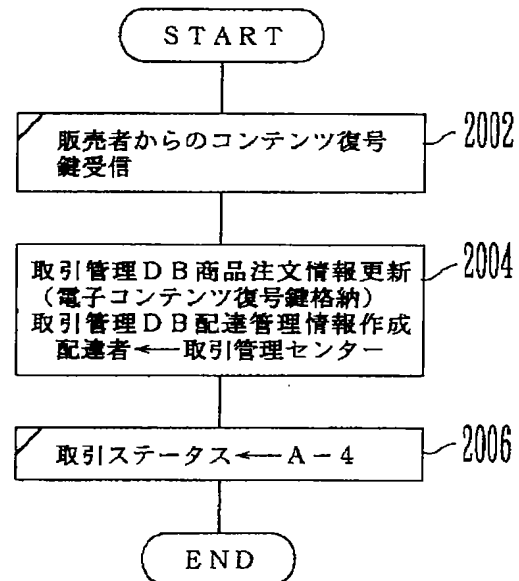 START
販売者からのコンテンツ復号
鍵受信
2002
取引管理DB商品注文情報更新
(電子コンテンツ復号鍵格納)
取引管理DB配達管理情報作成
配達者←取引管理センター
2004
取引ステータス←A-4
2006
END